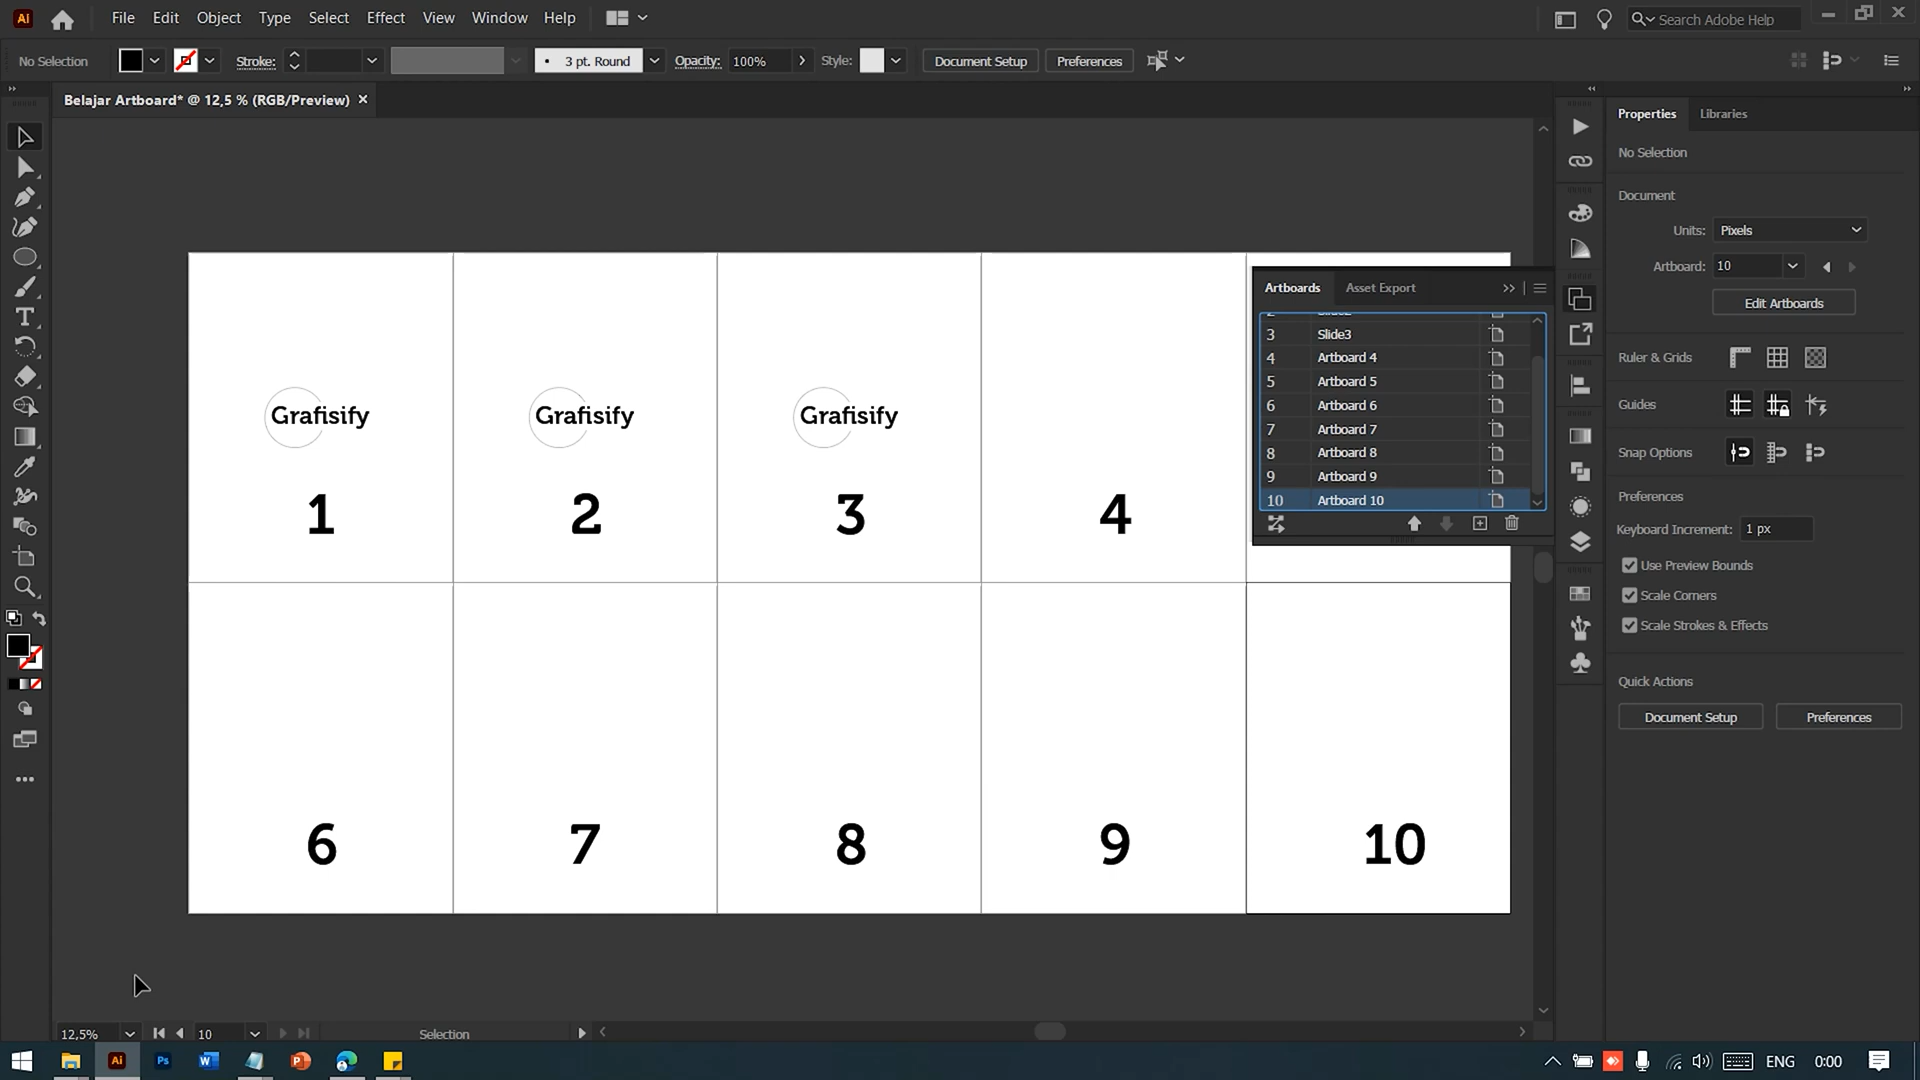 Ai File Edit Object Type Select Effect View Window Help Search Adobe Help
No Selection Stroke: 3 pt. Round Opacity: 100% Style: Document Setup Preferences
Belajar Artboard* @ 12,5 % (RGB/Preview)
Properties Libraries
No Selection
Document
Units: Pixels
Artboard: 10
Edit Artboards
Ruler & Grids
Guides
Snap Options
Preferences
Keyboard Increment: 1 px
Use Preview Bounds
Scale Corners
Scale Strokes & Effects
Quick Actions
Document Setup Preferences
Artboards Asset Export
2 Slide2
3 Slide3
4 Artboard 4
5 Artboard 5
6 Artboard 6
7 Artboard 7
8 Artboard 8
9 Artboard 9
10 Artboard 10
Grafisify Grafisify Grafisify
1 2 3 4
6 7 8 9 10
12,5% 10 Selection
Ai Ps W P ENG 0:00